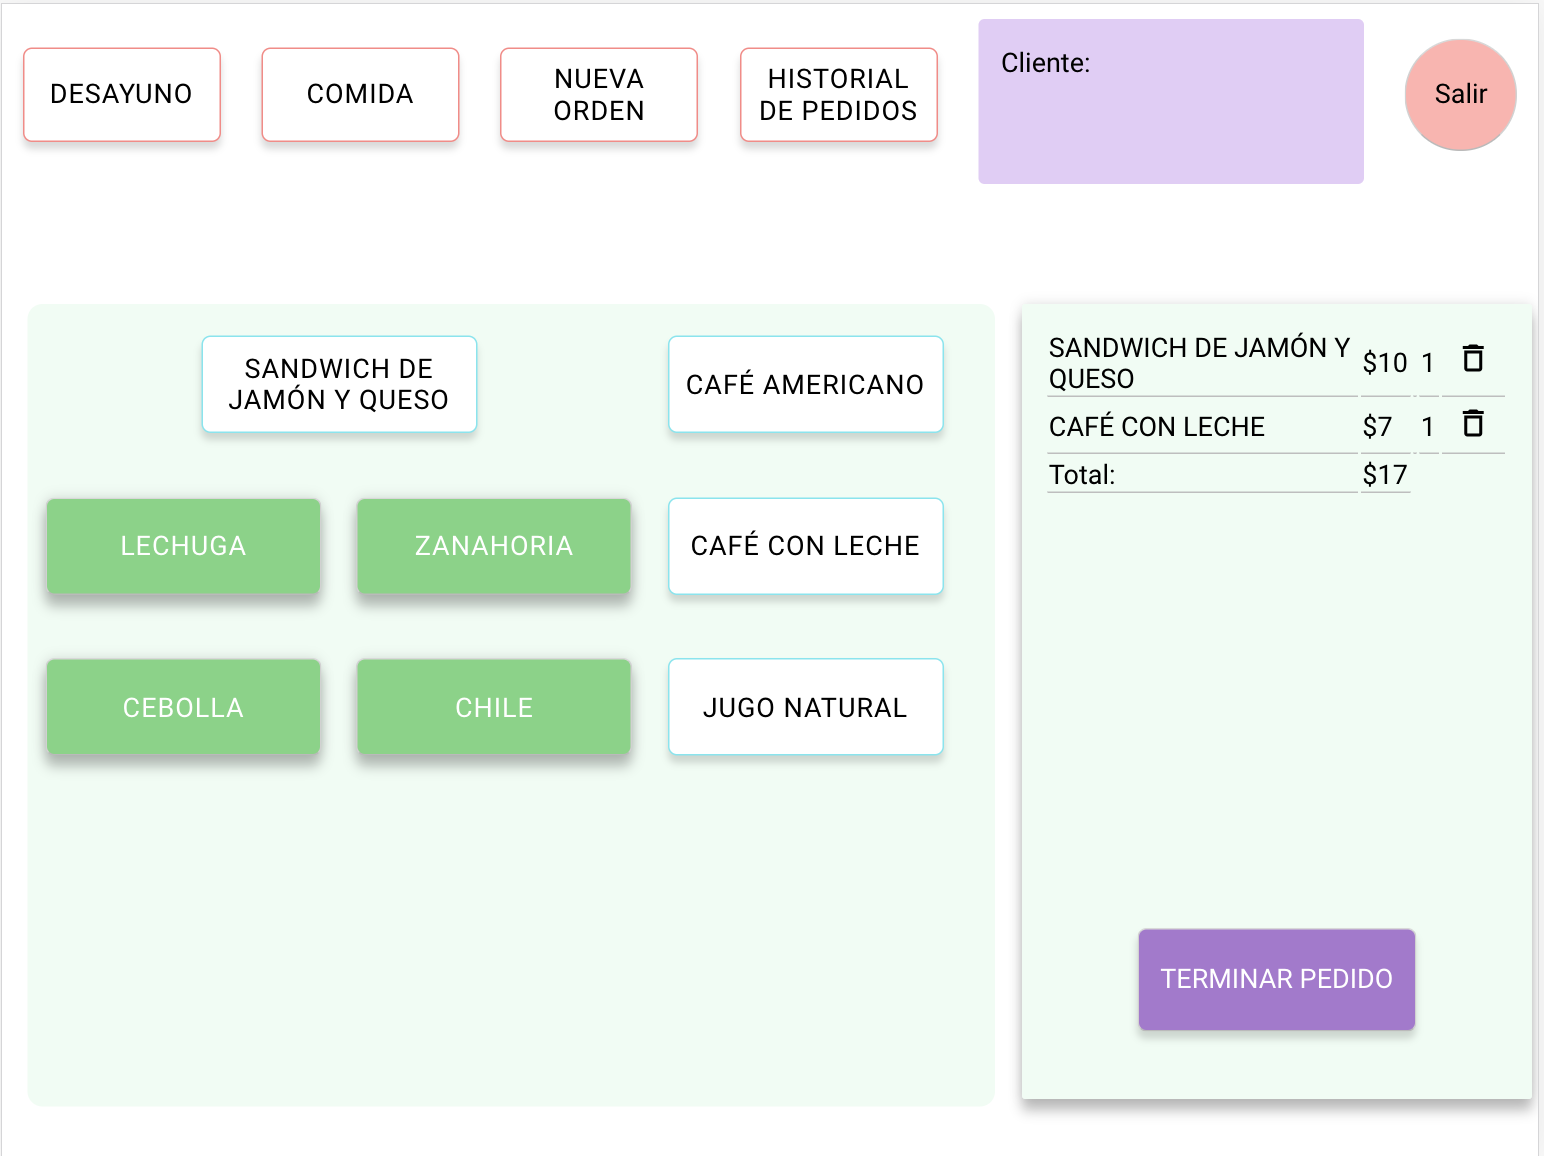 DESAYUNO
COMIDA
NUEVA
ORDEN
HISTORIAL
DE PEDIDOS
Cliente:
Salir
SANDWICH DE
JAMÓN Y QUESO
CAFÉ AMERICANO
LECHUGA
ZANAHORIA
CAFÉ CON LECHE
CEBOLLA
CHILE
JUGO NATURAL
SANDWICH DE JAMÓN Y
QUESO $10 1
CAFÉ CON LECHE $7 1
Total: $17
TERMINAR PEDIDO